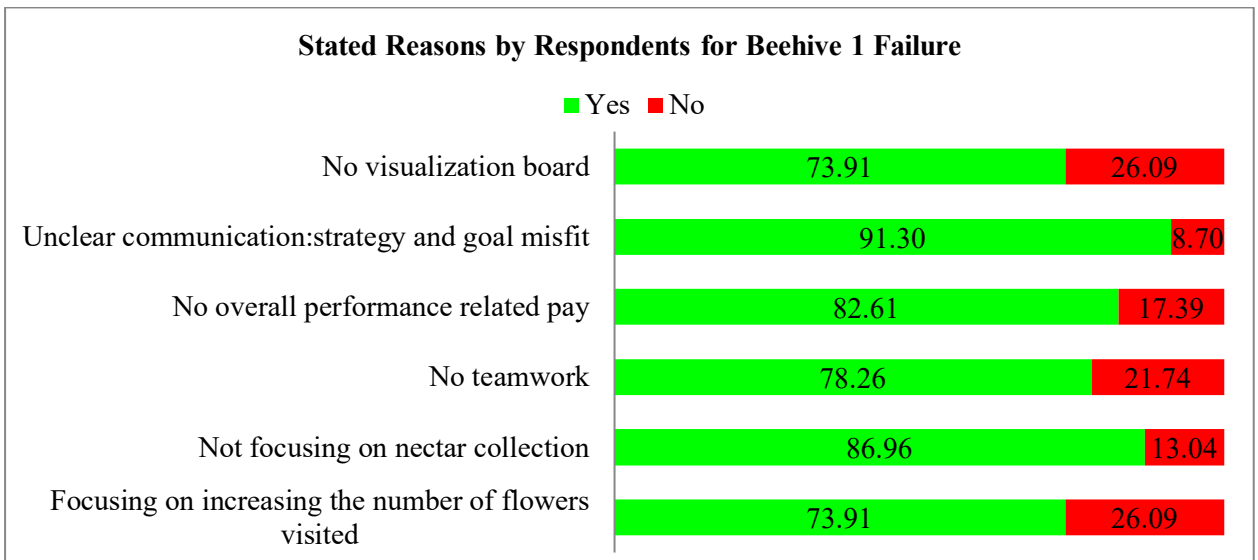 Stated Reasons by Respondents for Beehive 1 Failure
Yes No
No visualization board 73.91 26.09
Unclear communication:strategy and goal misfit 91.30 8.70
No overall performance related pay 82.61 17.39
No teamwork 78.26 21.74
Not focusing on nectar collection 86.96 13.04
Focusing on increasing the number of flowers
visited 73.91 26.09